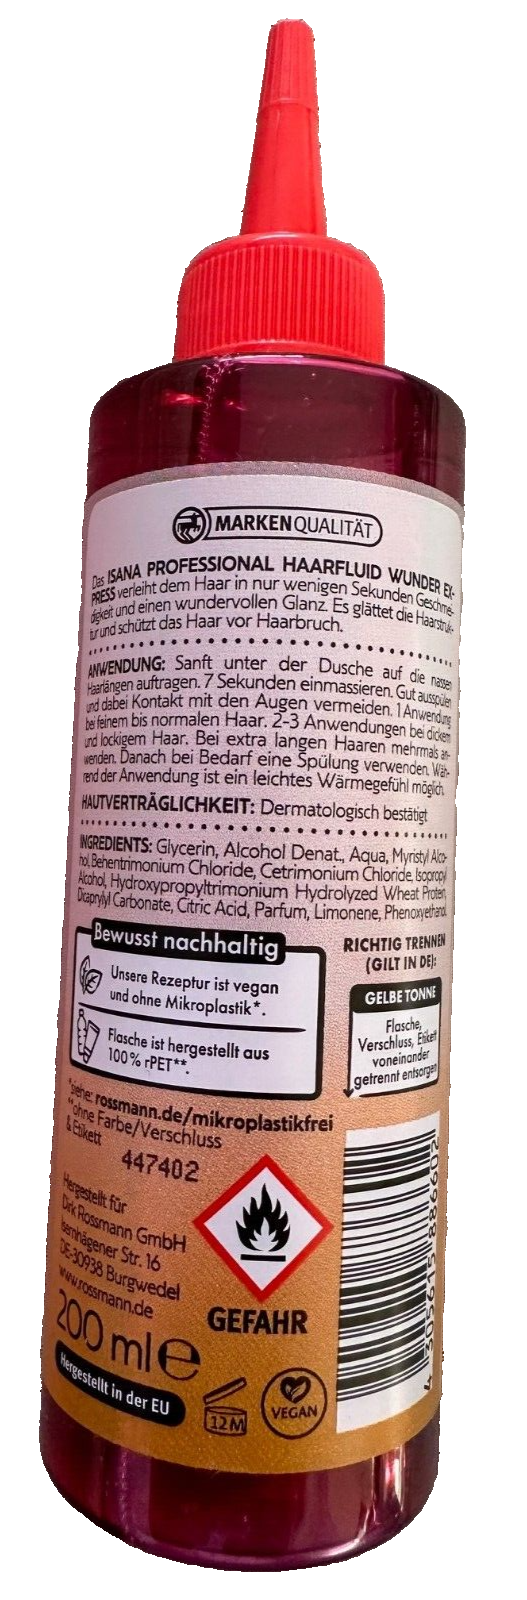 MARKENQUALITÄT
Das ISANA PROFESSIONAL HAARFLUID WUNDER EX-
PRESS verleiht dem Haar in nur wenigen Sekunden Geschmei-
digkeit und einen wundervollen Glanz. Es glättet die Haarstruk-
tur und schützt das Haar vor Haarbruch.
ANWENDUNG: Sanft unter der Dusche auf die nassen
Haarlängen auftragen. 7 Sekunden einmassieren. Gut ausspülen
und dabei Kontakt mit den Augen vermeiden. 1 Anwendung
bei feinem bis normalen Haar. 2-3 Anwendungen bei dickem
und lockigem Haar. Bei extra langen Haaren mehrmals an-
wenden. Danach bei Bedarf eine Spülung verwenden. Wäh-
rend der Anwendung ist ein leichtes Wärmegefühl möglich.
HAUTVERTRÄGLICHKEIT: Dermatologisch bestätigt
INGREDIENTS: Glycerin, Alcohol Denat., Aqua, Myristyl Alco-
hol, Behentrimonium Chloride, Cetrimonium Chloride, Isopropyl
Alcohol, Hydroxypropyltrimonium Hydrolyzed Wheat Protein,
Dicaprylyl Carbonate, Citric Acid, Parfum, Limonene, Phenoxyethanol.
Bewusst nachhaltig
Unsere Rezeptur ist vegan
und ohne Mikroplastik*.
Flasche ist hergestellt aus
100% rPET**.
*siehe: rossmann.de/mikroplastikfrei
**ohne Farbe/Verschluss
& Etikett
RICHTIG TRENNEN
(GILT IN DE):
GELBE TONNE
Flasche,
Verschluss, Etikett
voneinander
getrennt entsorgen
447402
Hergestellt für
Dirk Rossmann GmbH
Isernhägener Str. 16
DE-30938 Burgwedel
www.rossmann.de
200 ml e
Hergestellt in der EU
GEFAHR
12M
VEGAN
4 305615 886602